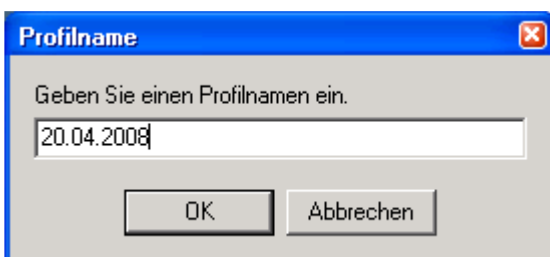 Profilname
Geben Sie einen Profilnamen ein.
20.04.2008
OK
Abbrechen